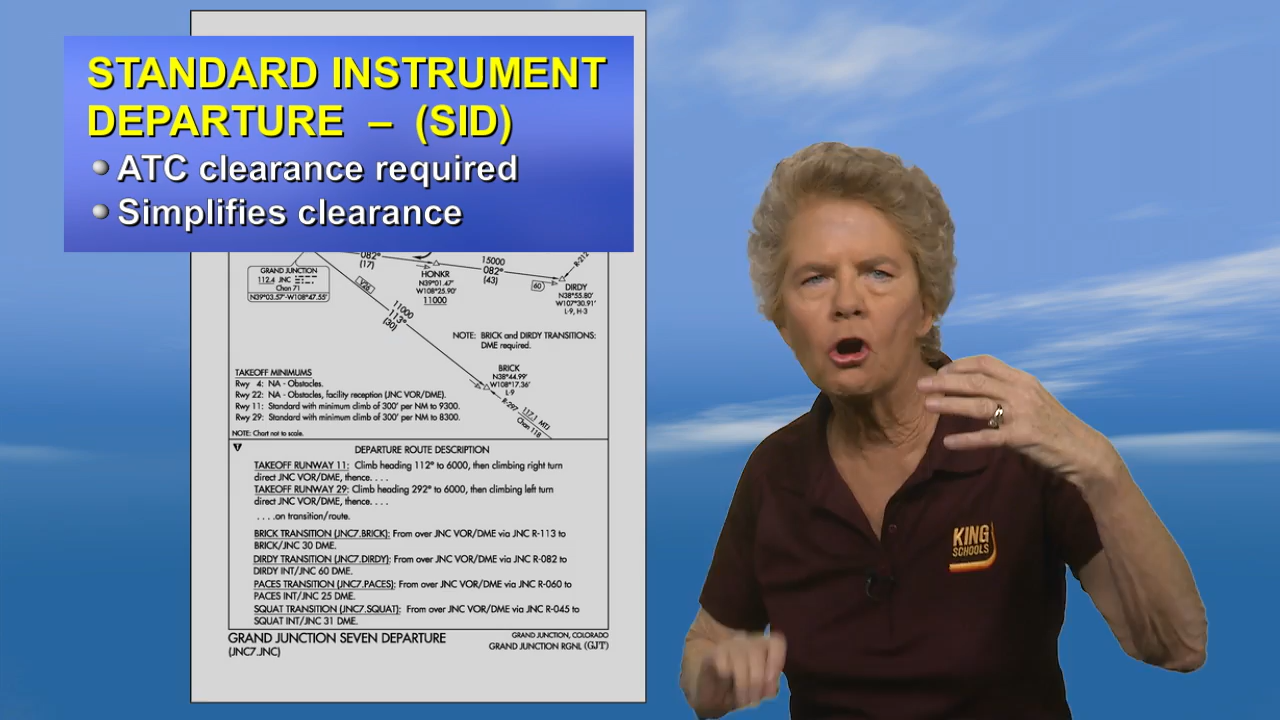 STANDARD INSTRUMENT
DEPARTURE – (SID)
ATC clearance required
Simplifies clearance
082°
(17)
15000
082°
(43)
60
R-212
GRAND JUNCTION
112.4 JNC
Chan 71
N39°03.57'-W108°47.55'
HONKR
N39°01.47'
W108°25.90'
11000
DIRDY
N38°55.80'
W107°30.91'
L-9, H-3
V26
11000
113°
(30)
NOTE: BRICK and DIRDY TRANSITIONS:
DME required.
BRICK
N38°44.99'
W108°17.36'
L-9
R-297
117.1 MTJ
Chan 118
TAKEOFF MINIMUMS
Rwy 4: NA - Obstacles.
Rwy 22: NA - Obstacles, facility reception (JNC VOR/DME).
Rwy 11: Standard with minimum climb of 300' per NM to 9300.
Rwy 29: Standard with minimum climb of 300' per NM to 8300.
NOTE: Chart not to scale.
DEPARTURE ROUTE DESCRIPTION
TAKEOFF RUNWAY 11: Climb heading 112° to 6000, then climbing right turn
direct JNC VOR/DME, thence. . . .
TAKEOFF RUNWAY 29: Climb heading 292° to 6000, then climbing left turn
direct JNC VOR/DME, thence. . . .
. . . .on transition/route.
BRICK TRANSITION (JNC7.BRICK): From over JNC VOR/DME via JNC R-113 to
BRICK/JNC 30 DME.
DIRDY TRANSITION (JNC7.DIRDY): From over JNC VOR/DME via JNC R-082 to
DIRDY INT/JNC 60 DME.
PACES TRANSITION (JNC7.PACES): From over JNC VOR/DME via JNC R-060 to
PACES INT/JNC 25 DME.
SQUAT TRANSITION (JNC7.SQUAT): From over JNC VOR/DME via JNC R-045 to
SQUAT INT/JNC 31 DME.
GRAND JUNCTION SEVEN DEPARTURE
(JNC7.JNC)
GRAND JUNCTION, COLORADO
GRAND JUNCTION RGNL (GJT)
KING
SCHOOLS